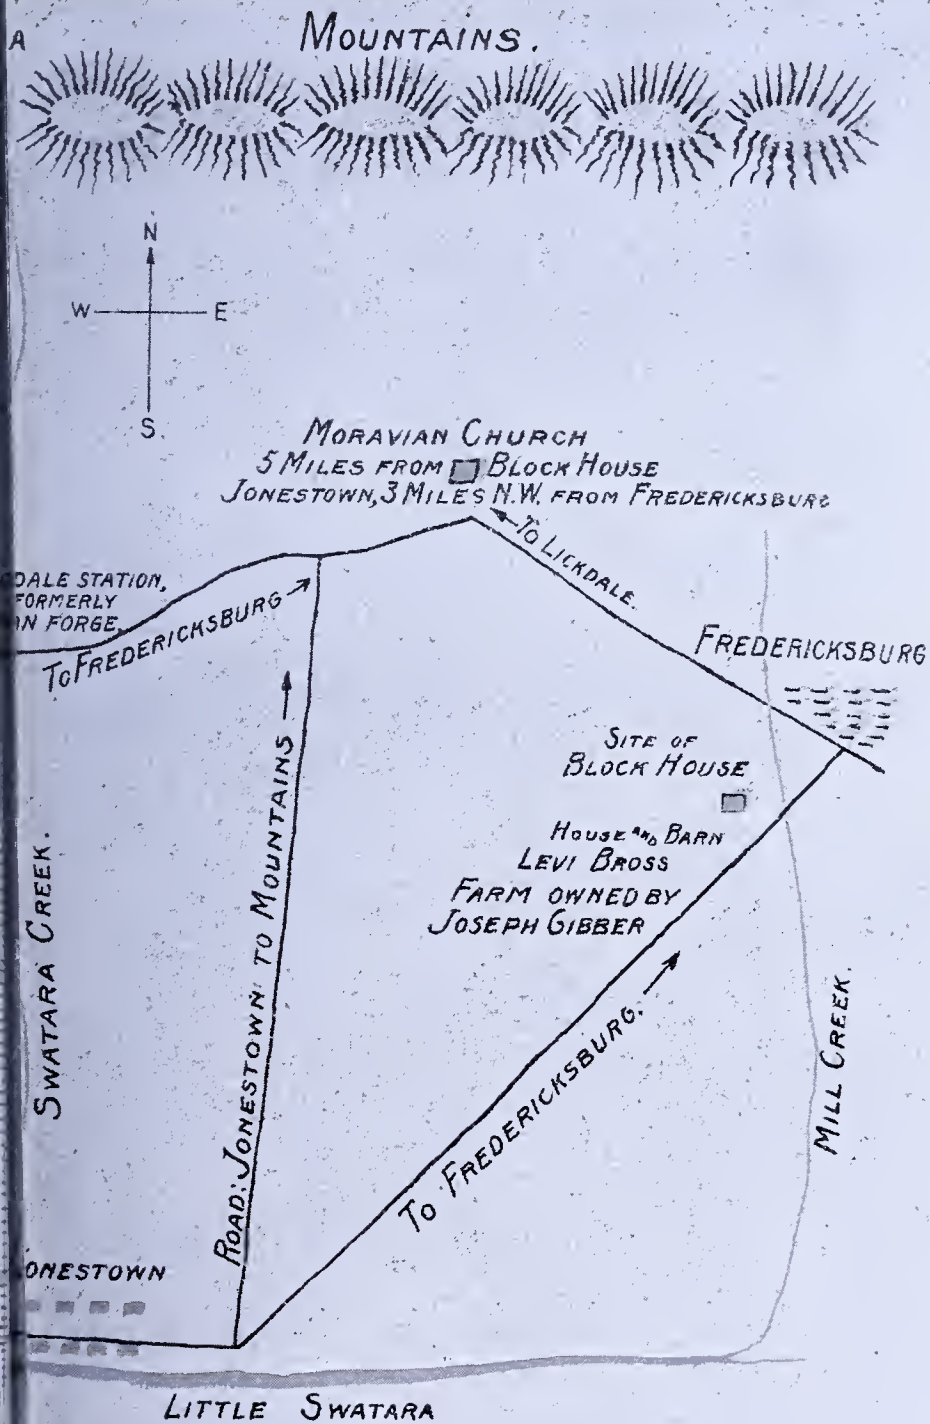 A
MOUNTAINS.
N
W E
S
MORAVIAN CHURCH
5 MILES FROM BLOCK HOUSE
JONESTOWN, 3 MILES N.W. FROM FREDERICKSBURG
TO LICKDALE.
DALE STATION,
FORMERLY
N FORGE.
TO FREDERICKSBURG
FREDERICKSBURG
SITE OF
BLOCK HOUSE
HOUSE AND BARN
LEVI BROSS
FARM OWNED BY
JOSEPH GIBBER
SWATARA CREEK.
ROAD: JONESTOWN TO MOUNTAINS
TO FREDERICKSBURG.
MILL CREEK.
ONESTOWN
LITTLE SWATARA